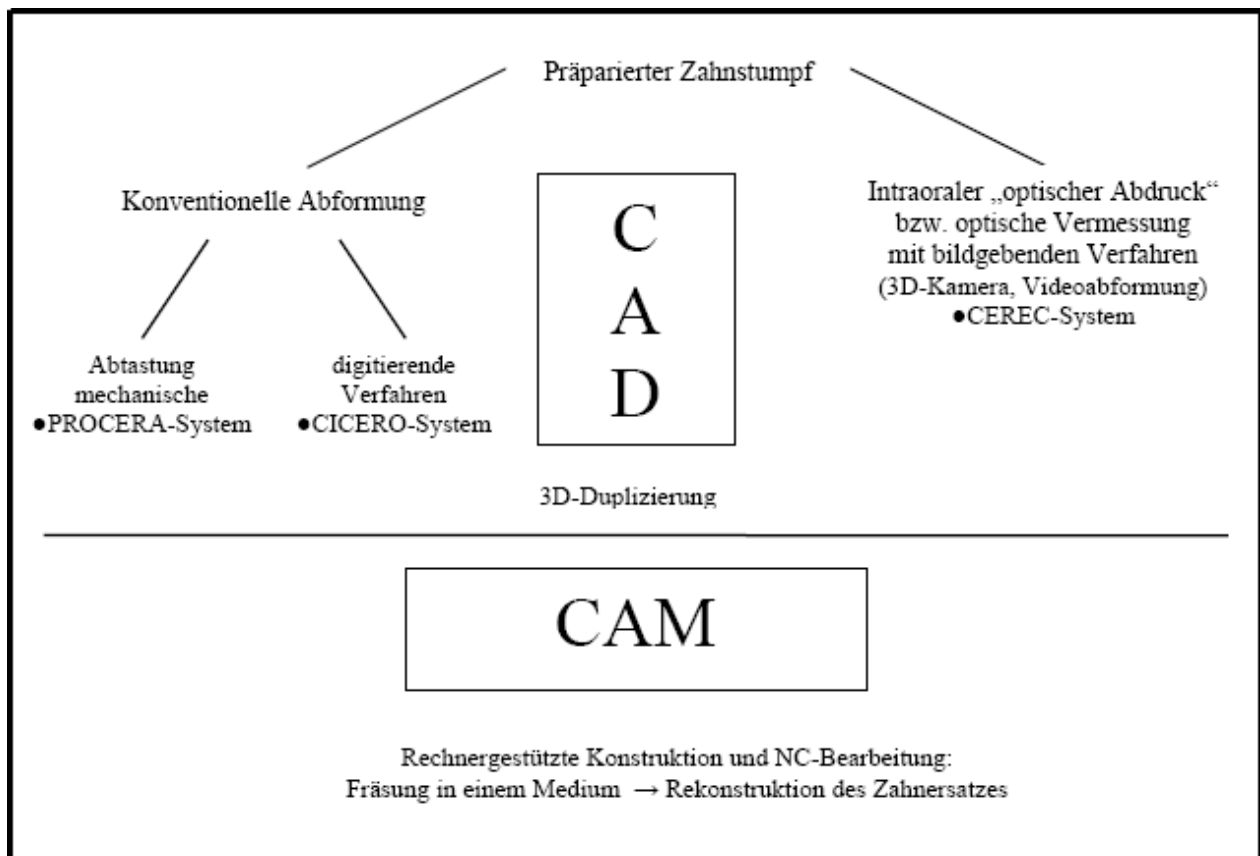 Präparierter Zahnstumpf
Konventionelle Abformung
Abtastung
mechanische
●PROCERA-System
digitierende
Verfahren
●CICERO-System
C
A
D
Intraoraler „optischer Abdruck“
bzw. optische Vermessung
mit bildgebenden Verfahren
(3D-Kamera, Videoabformung)
●CEREC-System
3D-Duplizierung
CAM
Rechnergestützte Konstruktion und NC-Bearbeitung:
Fräsung in einem Medium → Rekonstruktion des Zahnersatzes